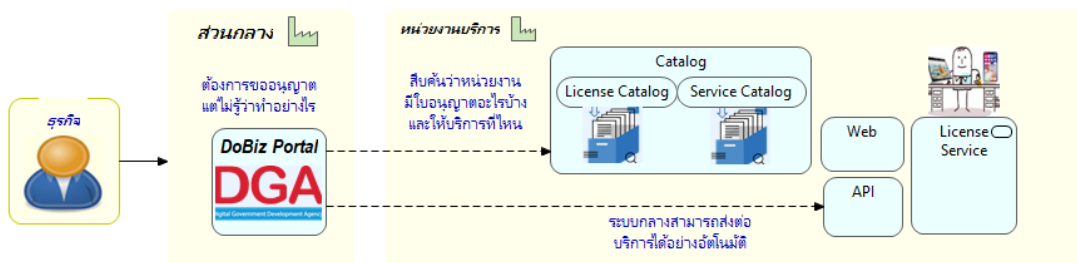 ส่วนกลาง
หน่วยงานบริการ
ธุรกิจ
ต้องการขออนุญาต
แต่ไม่รู้ว่าทำอย่างไร
DoBiz Portal
DGA
Digital Government Development Agency
สืบค้นว่าหน่วยงาน
มีใบอนุญาตอะไรบ้าง
และให้บริการที่ไหน
Catalog
License Catalog
Service Catalog
Web
API
License
Service
ระบบกลางสามารถส่งต่อ
บริการได้อย่างอัตโนมัติ